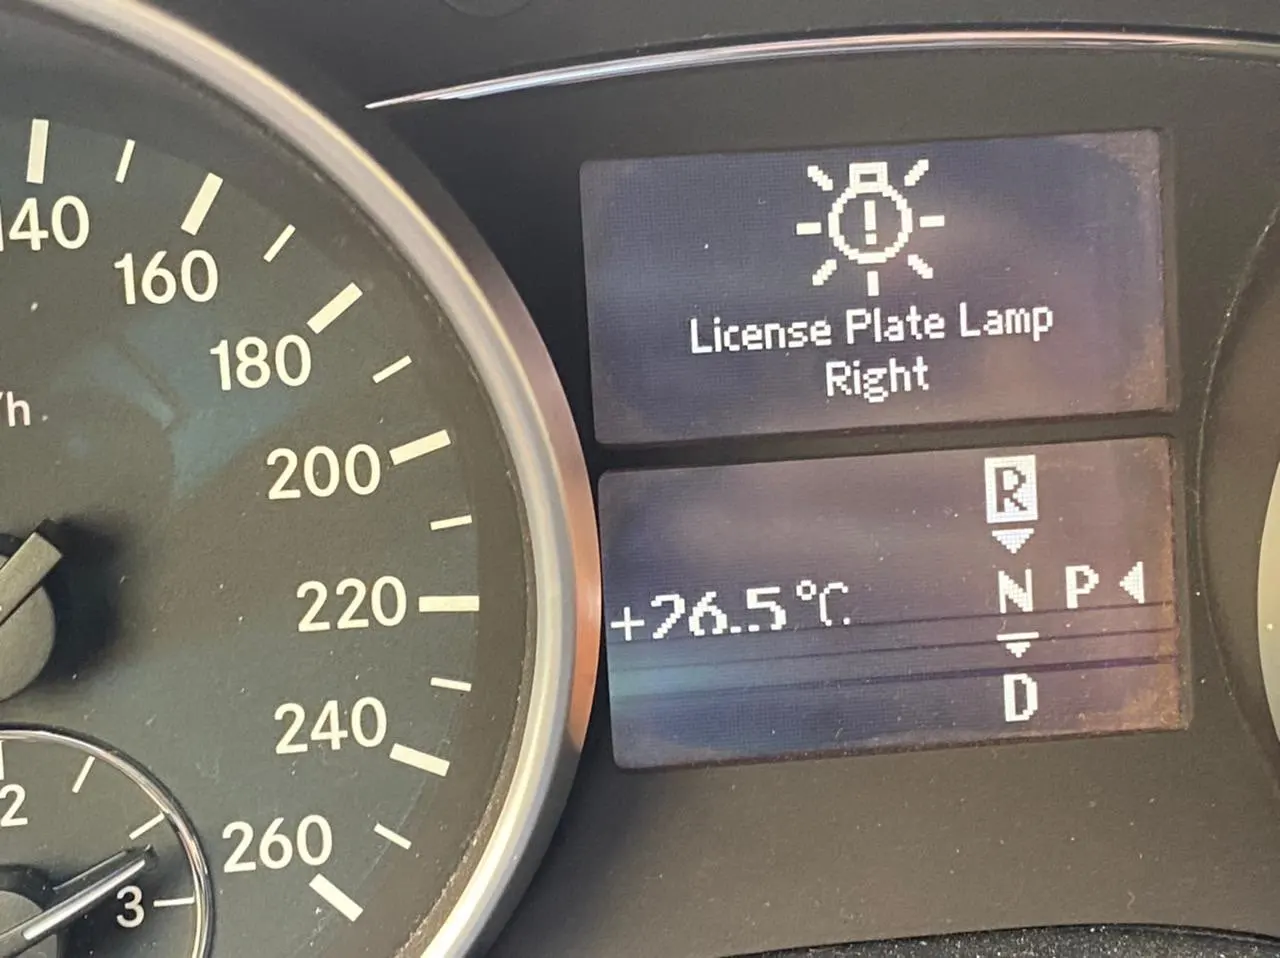 140
160
180
/h
200
220
240
260
2
3
License Plate Lamp
Right
R
+26.5°C
N P
D